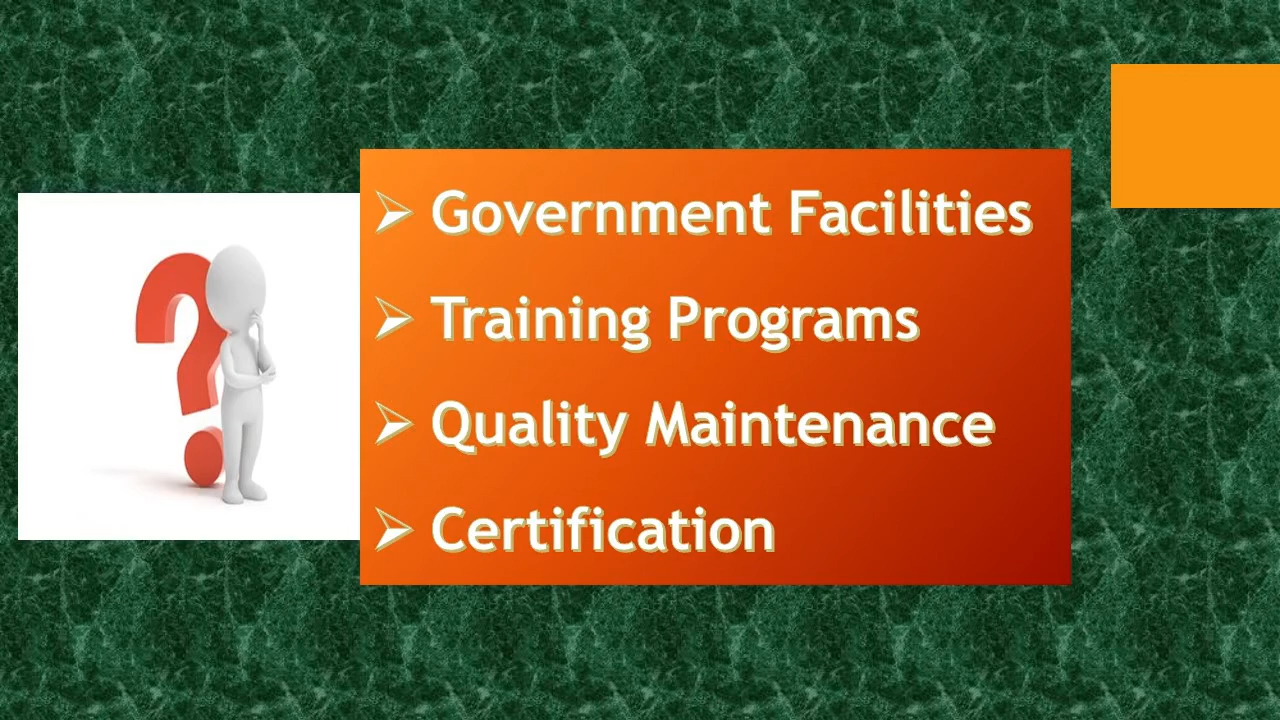 ➢ Government Facilities
➢ Training Programs
➢ Quality Maintenance
➢ Certification